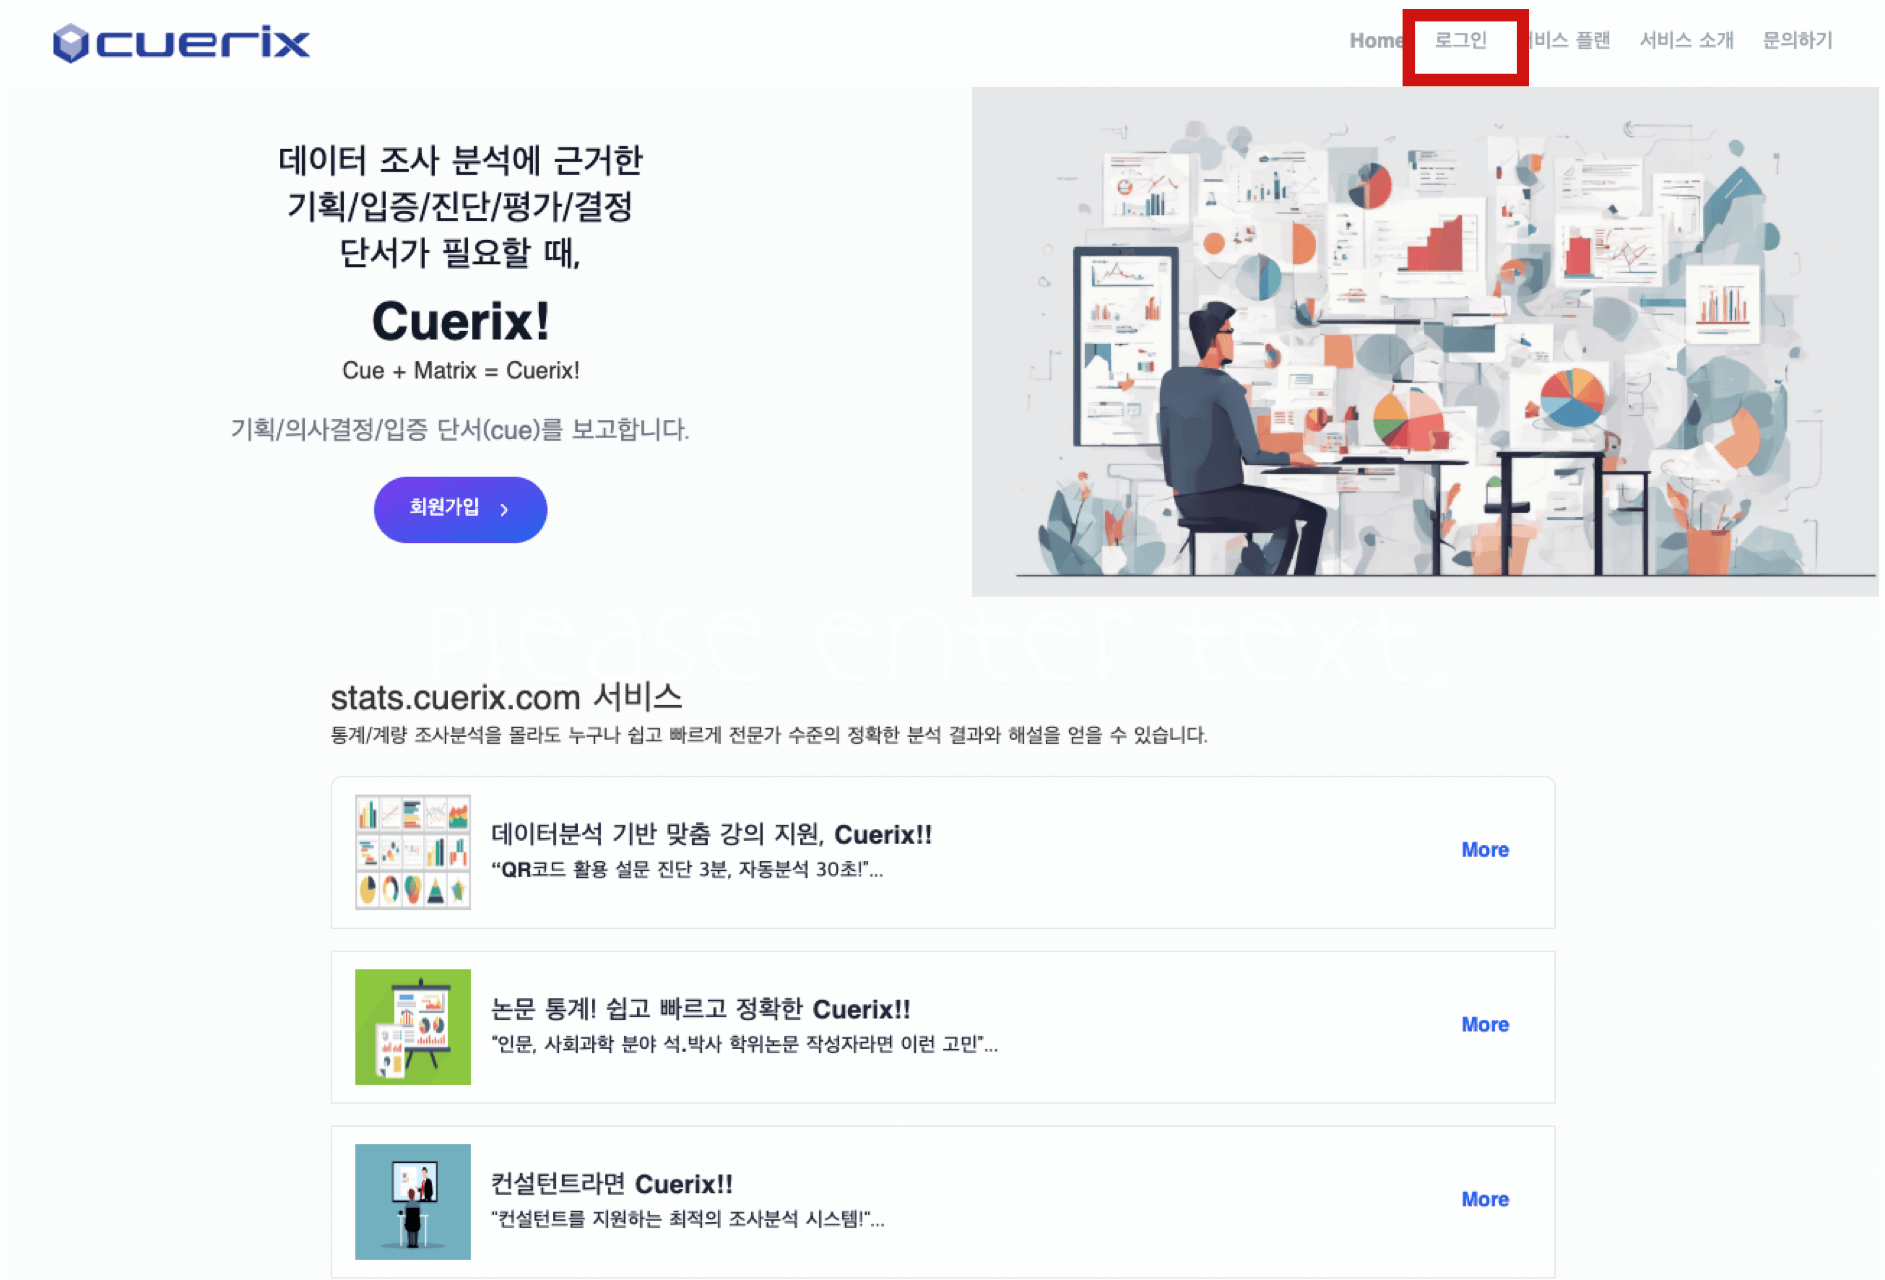 cuerix
Home 로그인 서비스 플랜 서비스 소개 문의하기
데이터 조사 분석에 근거한
기획/입증/진단/평가/결정
단서가 필요할 때,
Cuerix!
Cue + Matrix = Cuerix!
기획/의사결정/입증 단서(cue)를 보고합니다.
회원가입
Please enter text.
stats.cuerix.com 서비스
통계/계량 조사분석을 몰라도 누구나 쉽고 빠르게 전문가 수준의 정확한 분석 결과와 해설을 얻을 수 있습니다.
데이터분석 기반 맞춤 강의 지원, Cuerix!!
“QR코드 활용 설문 진단 3분, 자동분석 30초!"...
More
논문 통계! 쉽고 빠르고 정확한 Cuerix!!
"인문, 사회과학 분야 석.박사 학위논문 작성자라면 이런 고민"...
More
컨설턴트라면 Cuerix!!
"컨설턴트를 지원하는 최적의 조사분석 시스템!"...
More